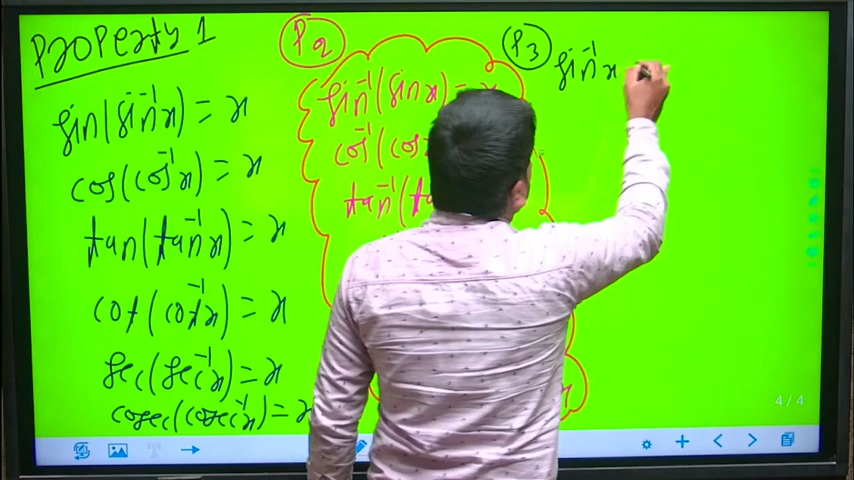 Property 1
sin(sin⁻¹x) = x
cos(cos⁻¹x) = x
tan(tan⁻¹x) = x
cot(cot⁻¹x) = x
sec(sec⁻¹x) = x
cosec(cosec⁻¹x) = x
P2
sin⁻¹(sin x) = x
cos⁻¹(cos
tan⁻¹(ta
P3
sin⁻¹x
4/4